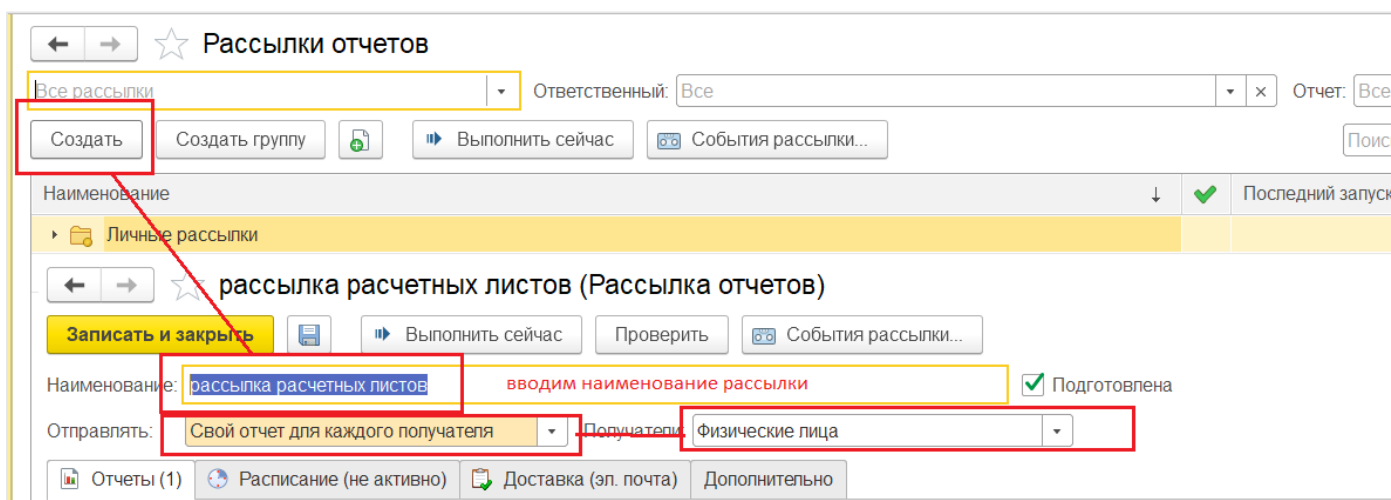 Рассылки отчетов
Все рассылки Ответственный: Все Отчет: Все
Создать Создать группу Выполнить сейчас События рассылки... Поис
Наименование Последний запуск
Личные рассылки
рассылка расчетных листов (Рассылка отчетов)
Записать и закрыть Выполнить сейчас Проверить События рассылки...
Наименование: рассылка расчетных листов вводим наименование рассылки Подготовлена
Отправлять: Свой отчет для каждого получателя Получатели: Физические лица
Отчеты (1) Расписание (не активно) Доставка (эл. почта) Дополнительно